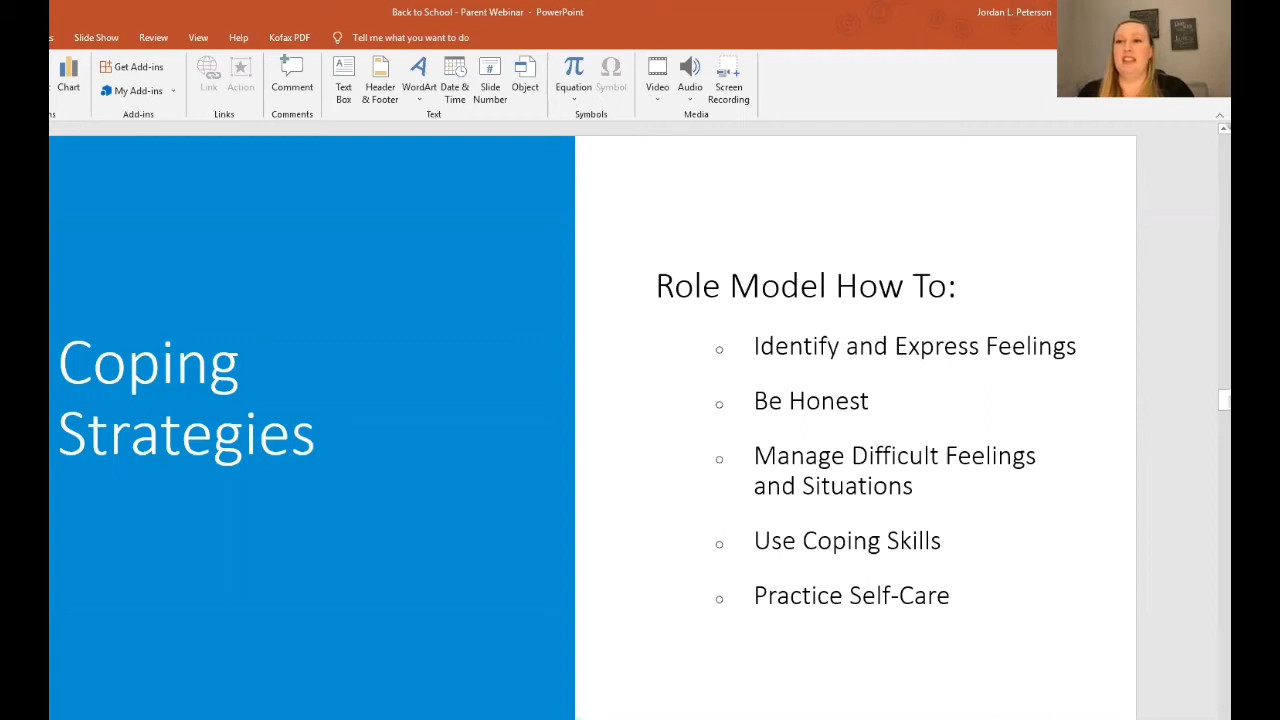 Back to School - Parent Webinar - PowerPoint
Jordan L. Peterson
Slide Show Review View Help Kofax PDF Tell me what you want to do
Chart
Get Add-ins
My Add-ins
Add-ins
Link
Action
Links
Comment
Comments
Text
Box
Header
& Footer
WordArt
Date &
Time
Slide
Number
Object
Text
Equation
Symbol
Symbols
Video
Audio
Screen
Recording
Media
Coping
Strategies
Role Model How To:
Identify and Express Feelings
Be Honest
Manage Difficult Feelings
and Situations
Use Coping Skills
Practice Self-Care